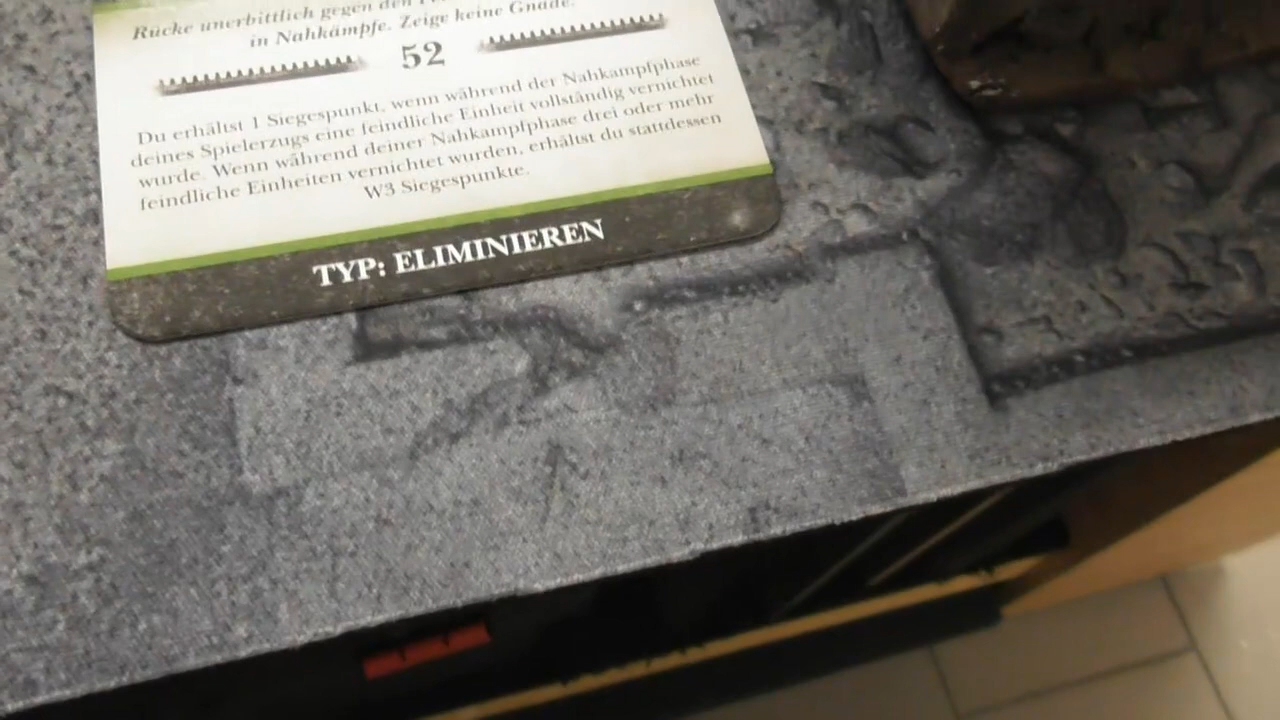 Rücke unerbittlich gegen den
in Nahkämpfe. Zeige keine Gnade.
52
Du erhältst 1 Siegespunkt, wenn während der Nahkampfphase
deines Spielerzugs eine feindliche Einheit vollständig vernichtet
wurde. Wenn während deiner Nahkampfphase drei oder mehr
feindliche Einheiten vernichtet wurden, erhältst du stattdessen
W3 Siegespunkte.
TYP: ELIMINIEREN